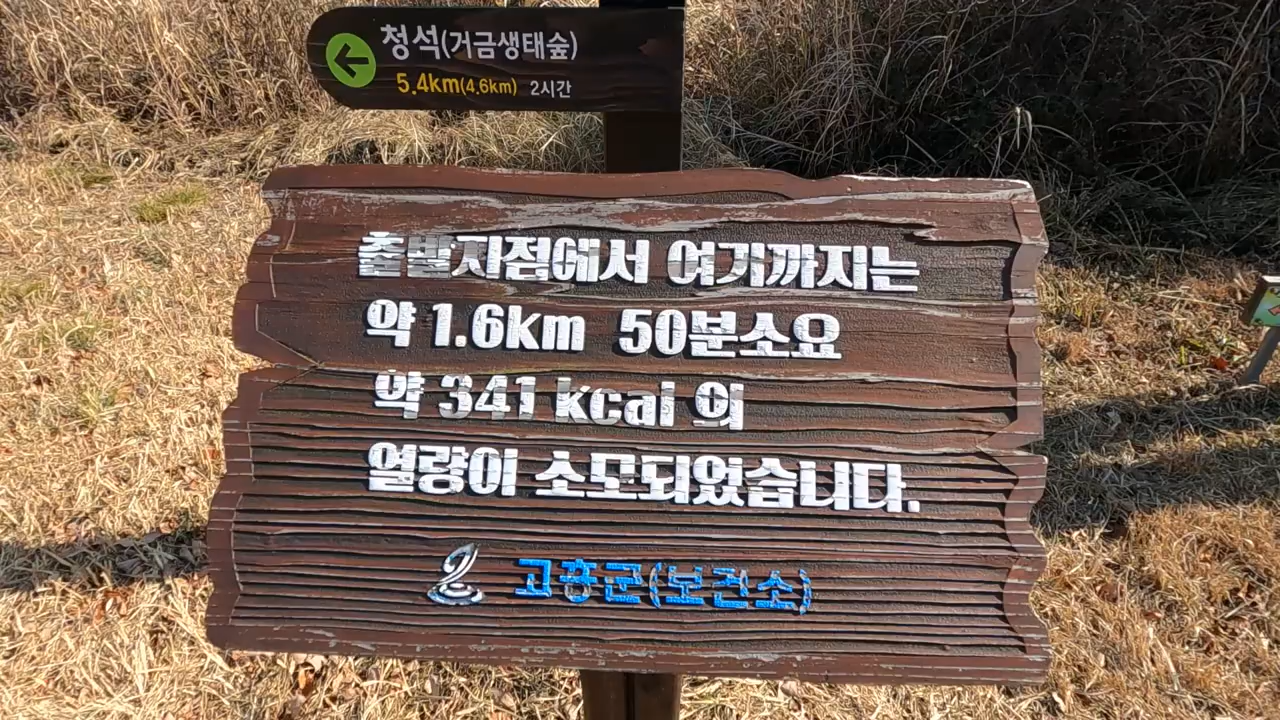 청석(거금생태숲)
5.4km(4.6km) 2시간
출발지점에서 여기까지는
약 1.6km 50분소요
약 341 kcal 의
열량이 소모되었습니다.
고흥군(보건소)